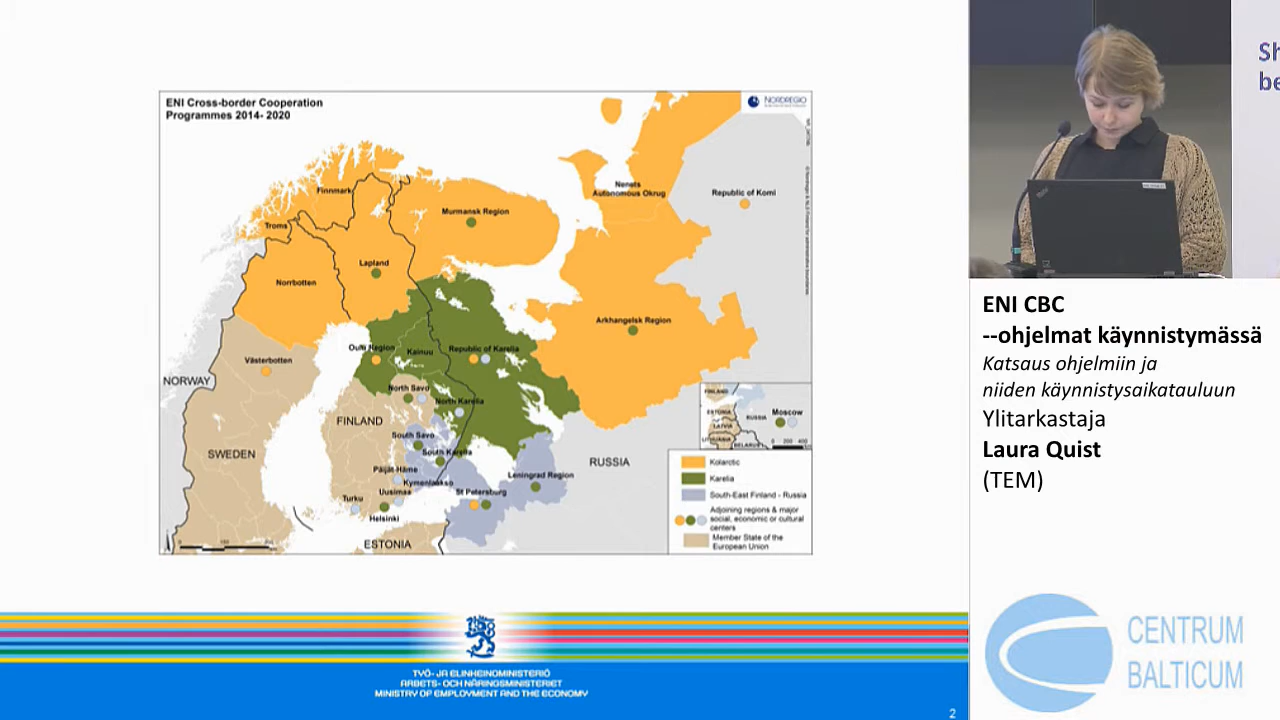 ENI Cross-border Cooperation
Programmes 2014- 2020
NORDREGIO
Nenets
Autonomous Okrug
Republic of Komi
Finnmark
Murmansk Region
Troms
Lapland
Norrbotten
Arkhangelsk Region
Oulu Region
Kainuu
Republic of Karelia
Västerbotten
NORWAY
North Savo
North Karelia
FINLAND
South Savo
South Karelia
SWEDEN
RUSSIA
Päijät-Häme
Kymenlaakso
Leningrad Region
Uusimaa
St Petersburg
Turku
Helsinki
ESTONIA
FINLAND
ESTONIA
RUSSIA
Moscow
LATVIA
LITHUANIA
BELARUS
0 200 400
Kolarctic
Karelia
South-East Finland - Russia
Adjoining regions & major
social, economic or cultural
centers
Member State of the
European Union
TYÖ- JA ELINKEINOMINISTERIÖ
ARBETS- OCH NÄRINGSMINISTERIET
MINISTRY OF EMPLOYMENT AND THE ECONOMY
2
Sh
be
ENI CBC
--ohjelmat käynnistymässä
Katsaus ohjelmiin ja
niiden käynnistysaikatauluun
Ylitarkastaja
Laura Quist
(TEM)
CENTRUM
BALTICUM